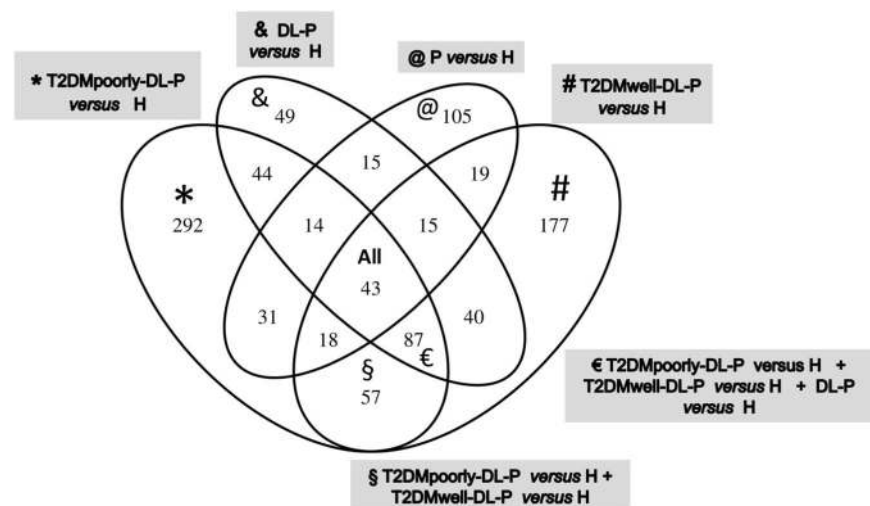 & DL-P
versus H
@ P versus H
* T2DMpoorly-DL-P
versus H
# T2DMwell-DL-P
versus H
&
49
@ 105
44
15
19
*
292
14
15
#
177
All
43
31
18
87
40
§
€
57
€ T2DMpoorly-DL-P versus H +
T2DMwell-DL-P versus H + DL-P
versus H
§ T2DMpoorly-DL-P versus H +
T2DMwell-DL-P versus H